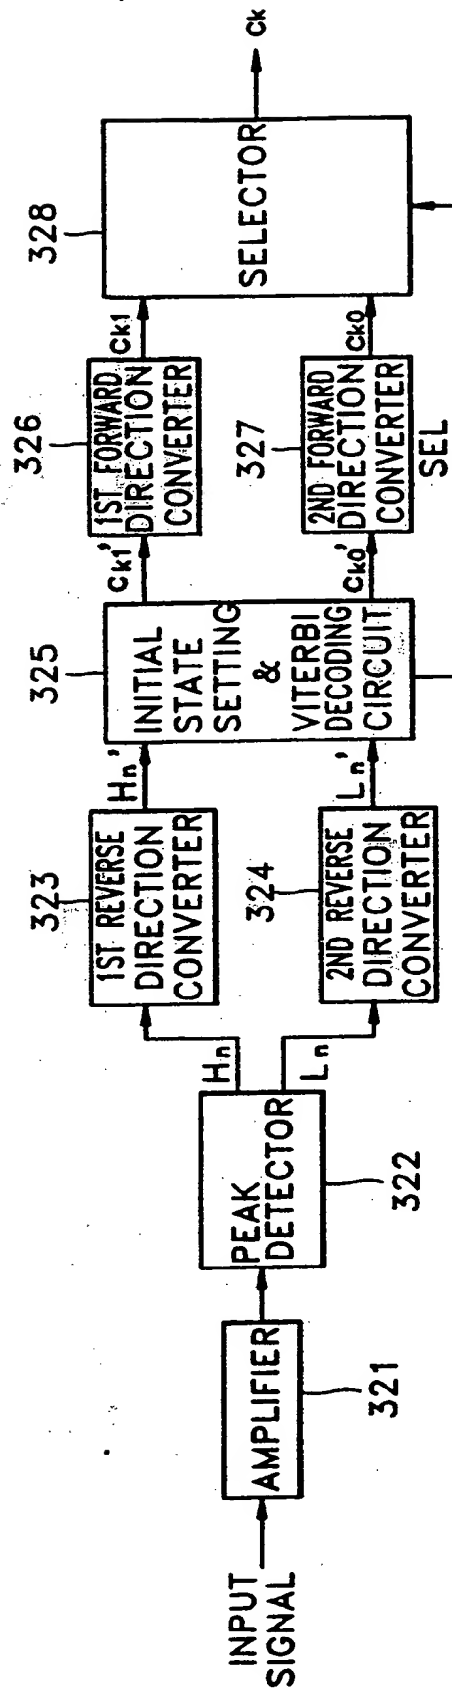 INPUT
SIGNAL
AMPLIFIER
321
PEAK
DETECTOR
322
Hn
Ln
323
1ST REVERSE
DIRECTION
CONVERTER
324
2ND REVERSE
DIRECTION
CONVERTER
Hn'
Ln'
325
INITIAL
STATE
SETTING
&
VITERBI
DECODING
CIRCUIT
Ck1'
Ck0'
326
1ST FORWARD
DIRECTION
CONVERTER
327
2ND FORWARD
DIRECTION
CONVERTER
SEL
Ck1
Ck0
328
SELECTOR
Ck